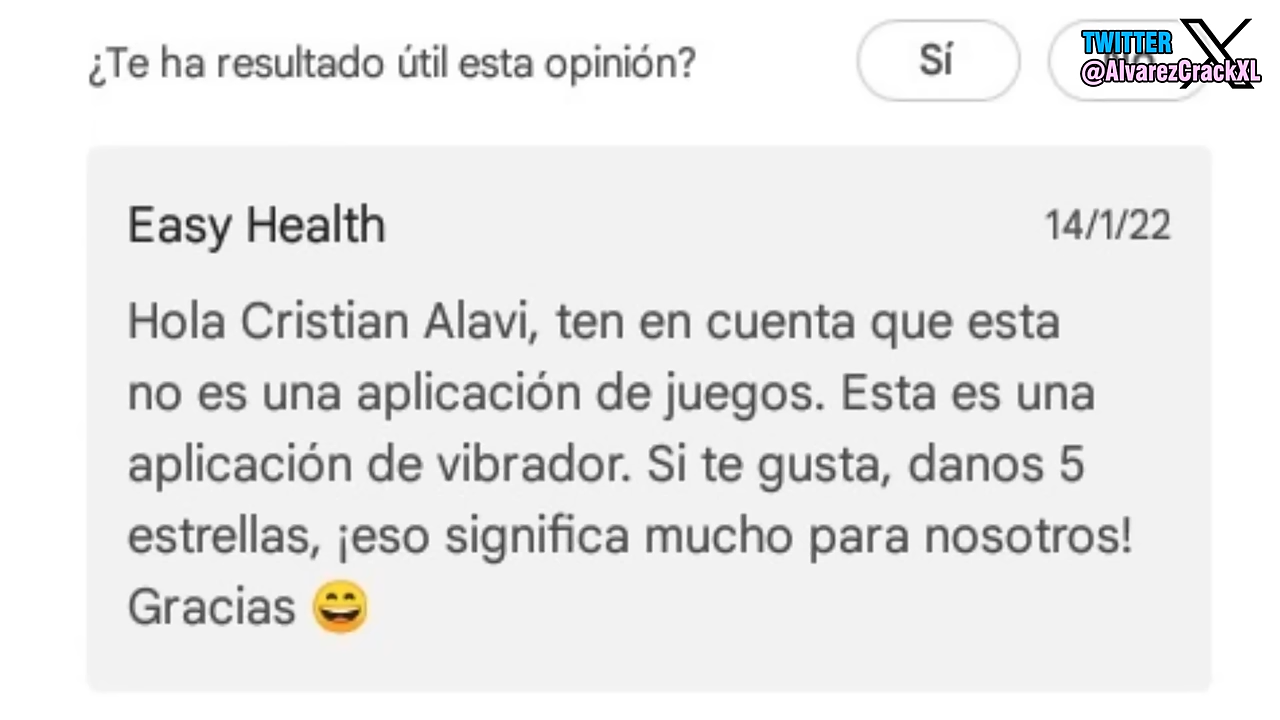 ¿Te ha resultado útil esta opinión?
Sí
TWITTER
@AlvarezCrackXL
Easy Health
14/1/22
Hola Cristian Alavi, ten en cuenta que esta
no es una aplicación de juegos. Esta es una
aplicación de vibrador. Si te gusta, danos 5
estrellas, ¡eso significa mucho para nosotros!
Gracias 😄